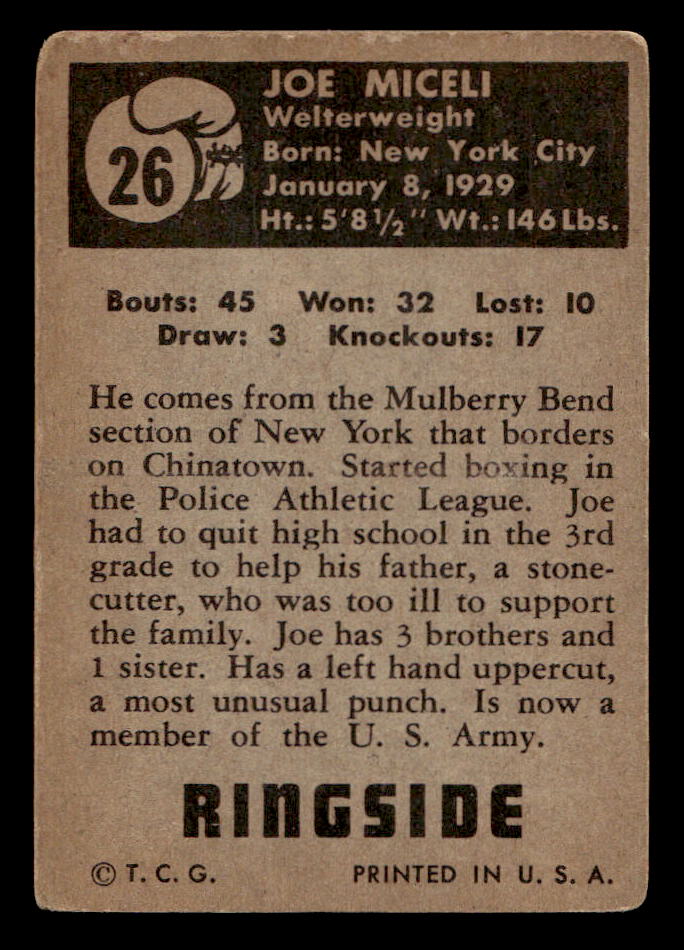 26
JOE MICELI
Welterweight
Born: New York City
January 8, 1929
Ht.: 5'8½" Wt.: 146 Lbs.
Bouts: 45 Won: 32 Lost: 10
Draw: 3 Knockouts: 17
He comes from the Mulberry Bend
section of New York that borders
on Chinatown. Started boxing in
the Police Athletic League. Joe
had to quit high school in the 3rd
grade to help his father, a stone-
cutter, who was too ill to support
the family. Joe has 3 brothers and
1 sister. Has a left hand uppercut,
a most unusual punch. Is now a
member of the U. S. Army.
RINGSIDE
© T. C. G. PRINTED IN U. S. A.